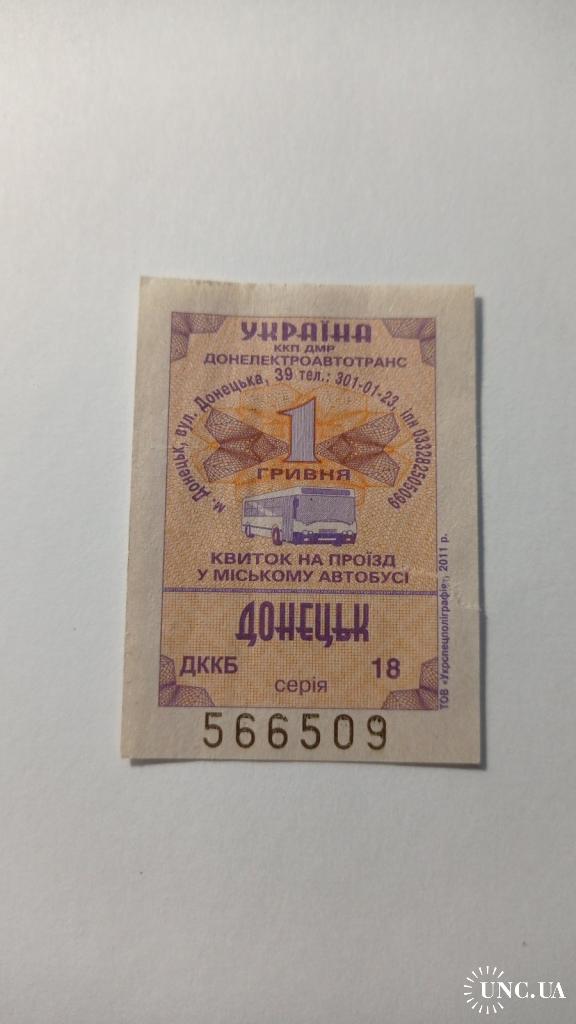 УКРАЇНА
ККП ДМР
ДОНЕЛЕКТРОАВТОТРАНС
м. Донецьк, вул. Донецька, 39 тел.: 301-01-23, іпн 033282505099
1
ГРИВНЯ
КВИТОК НА ПРОЇЗД
У МІСЬКОМУ АВТОБУСІ
ТОВ «Укрспецполіграфія», 2011 р.
ДОНЕЦЬК
ДККБ 18
серія
566509
UNC.UA